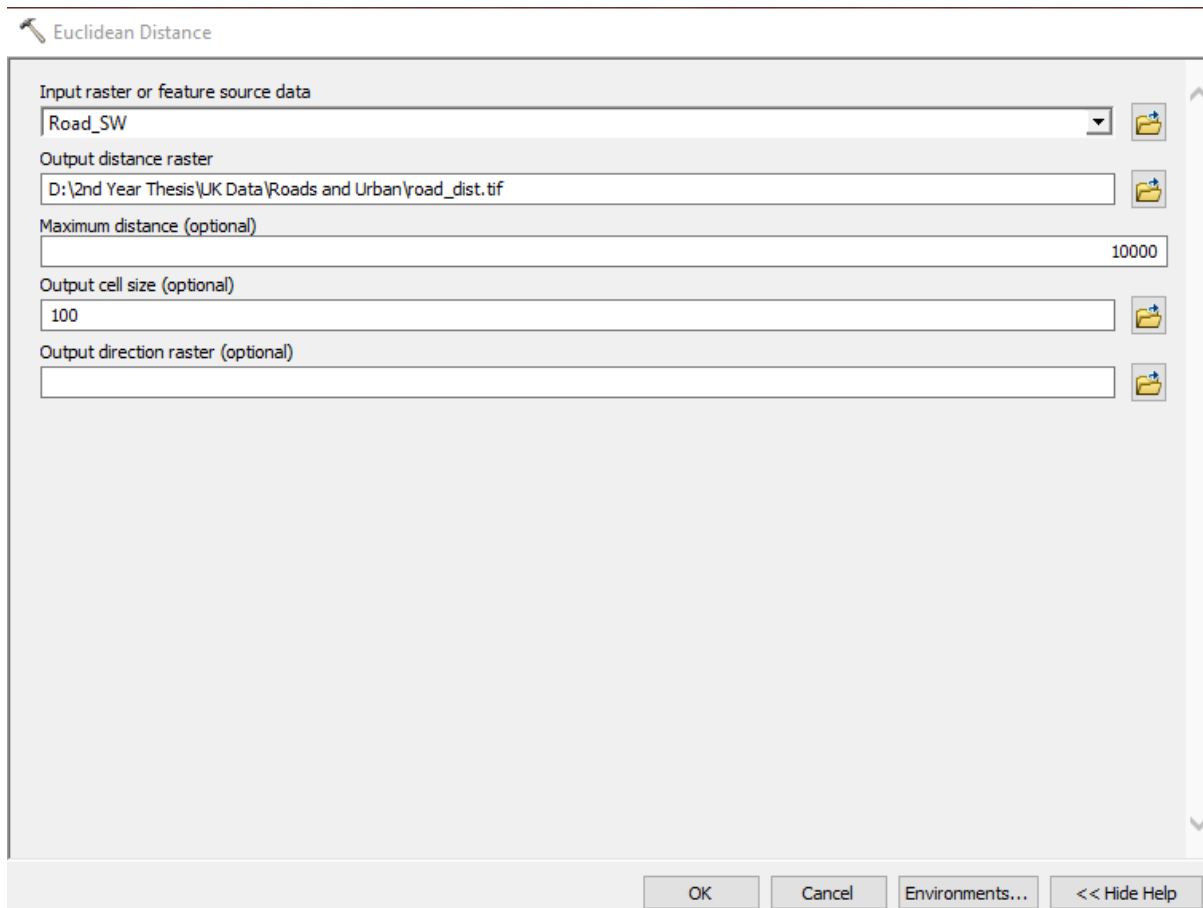 Euclidean Distance
Input raster or feature source data
Road_SW
Output distance raster
D:\2nd Year Thesis\UK Data\Roads and Urban\road_dist.tif
Maximum distance (optional)
10000
Output cell size (optional)
100
Output direction raster (optional)
OK Cancel Environments... << Hide Help